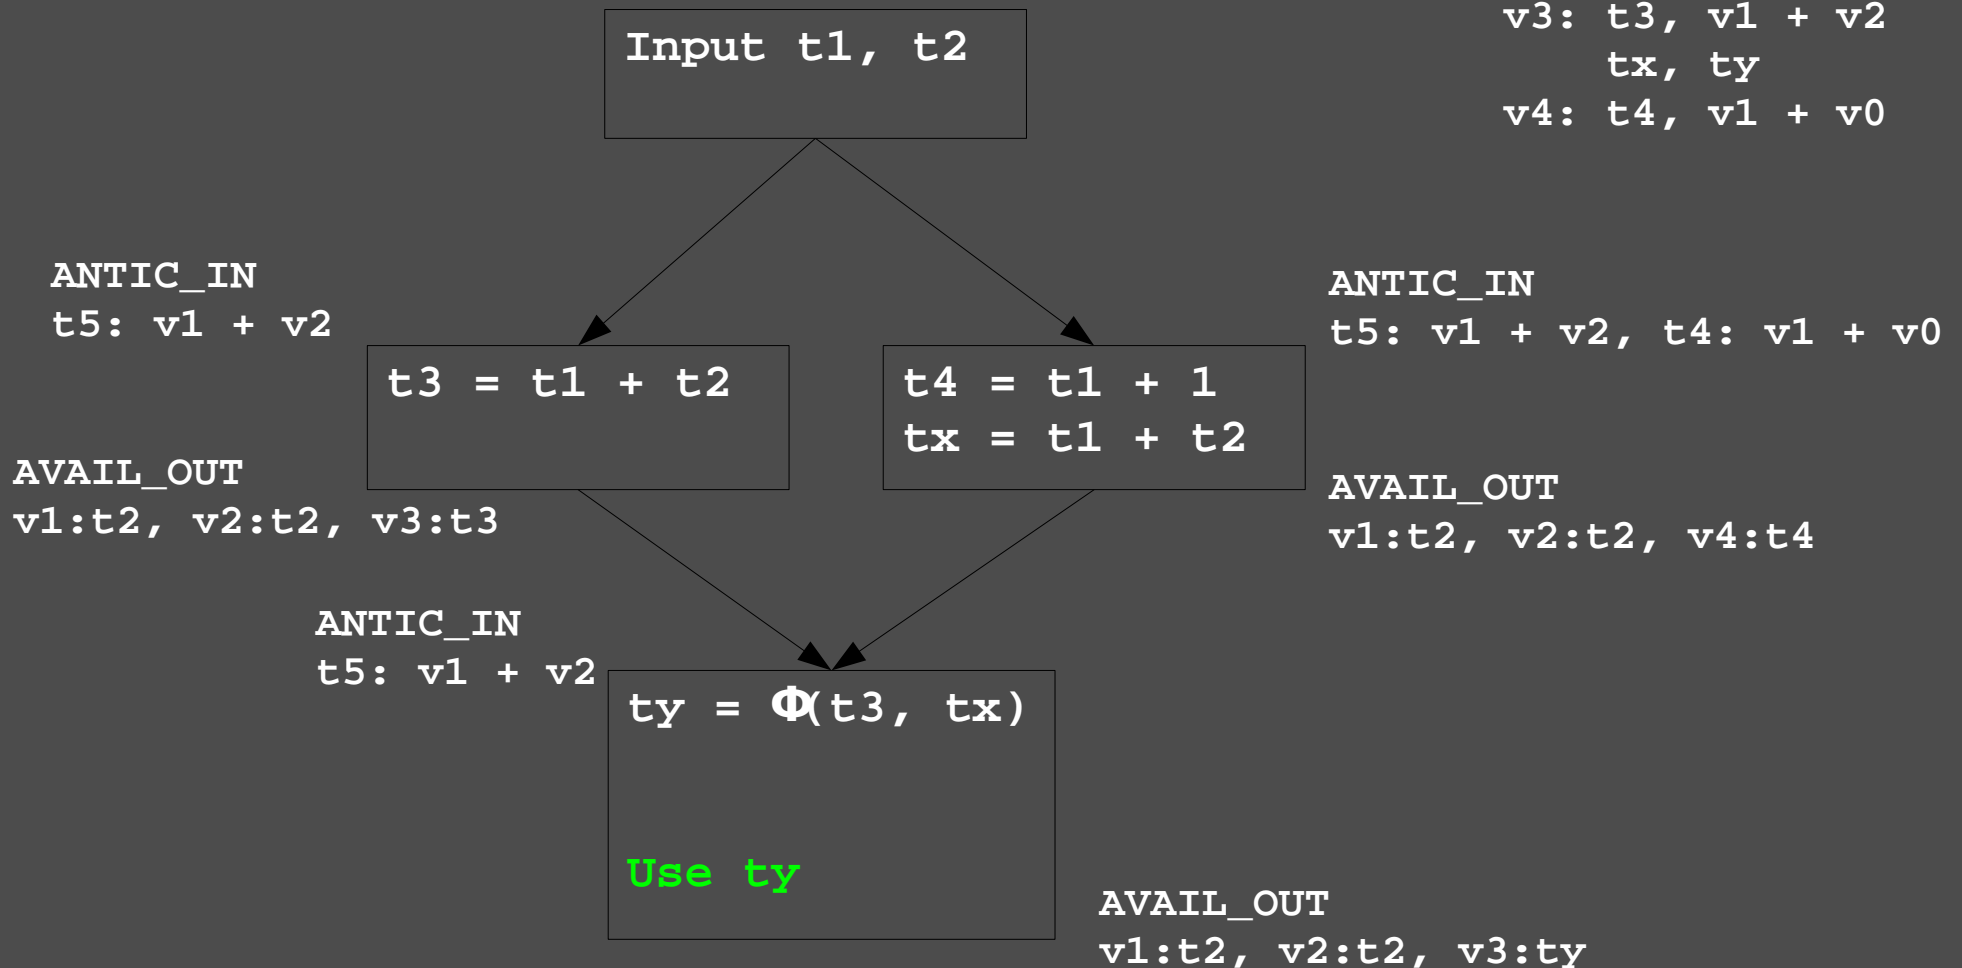 v3: t3, v1 + v2
tx, ty
v4: t4, v1 + v0
Input t1, t2
ANTIC_IN
t5: v1 + v2
ANTIC_IN
t5: v1 + v2, t4: v1 + v0
t3 = t1 + t2
t4 = t1 + 1
tx = t1 + t2
AVAIL_OUT
v1:t2, v2:t2, v3:t3
AVAIL_OUT
v1:t2, v2:t2, v4:t4
ANTIC_IN
t5: v1 + v2
ty = Φ(t3, tx)
Use ty
AVAIL_OUT
v1:t2, v2:t2, v3:ty